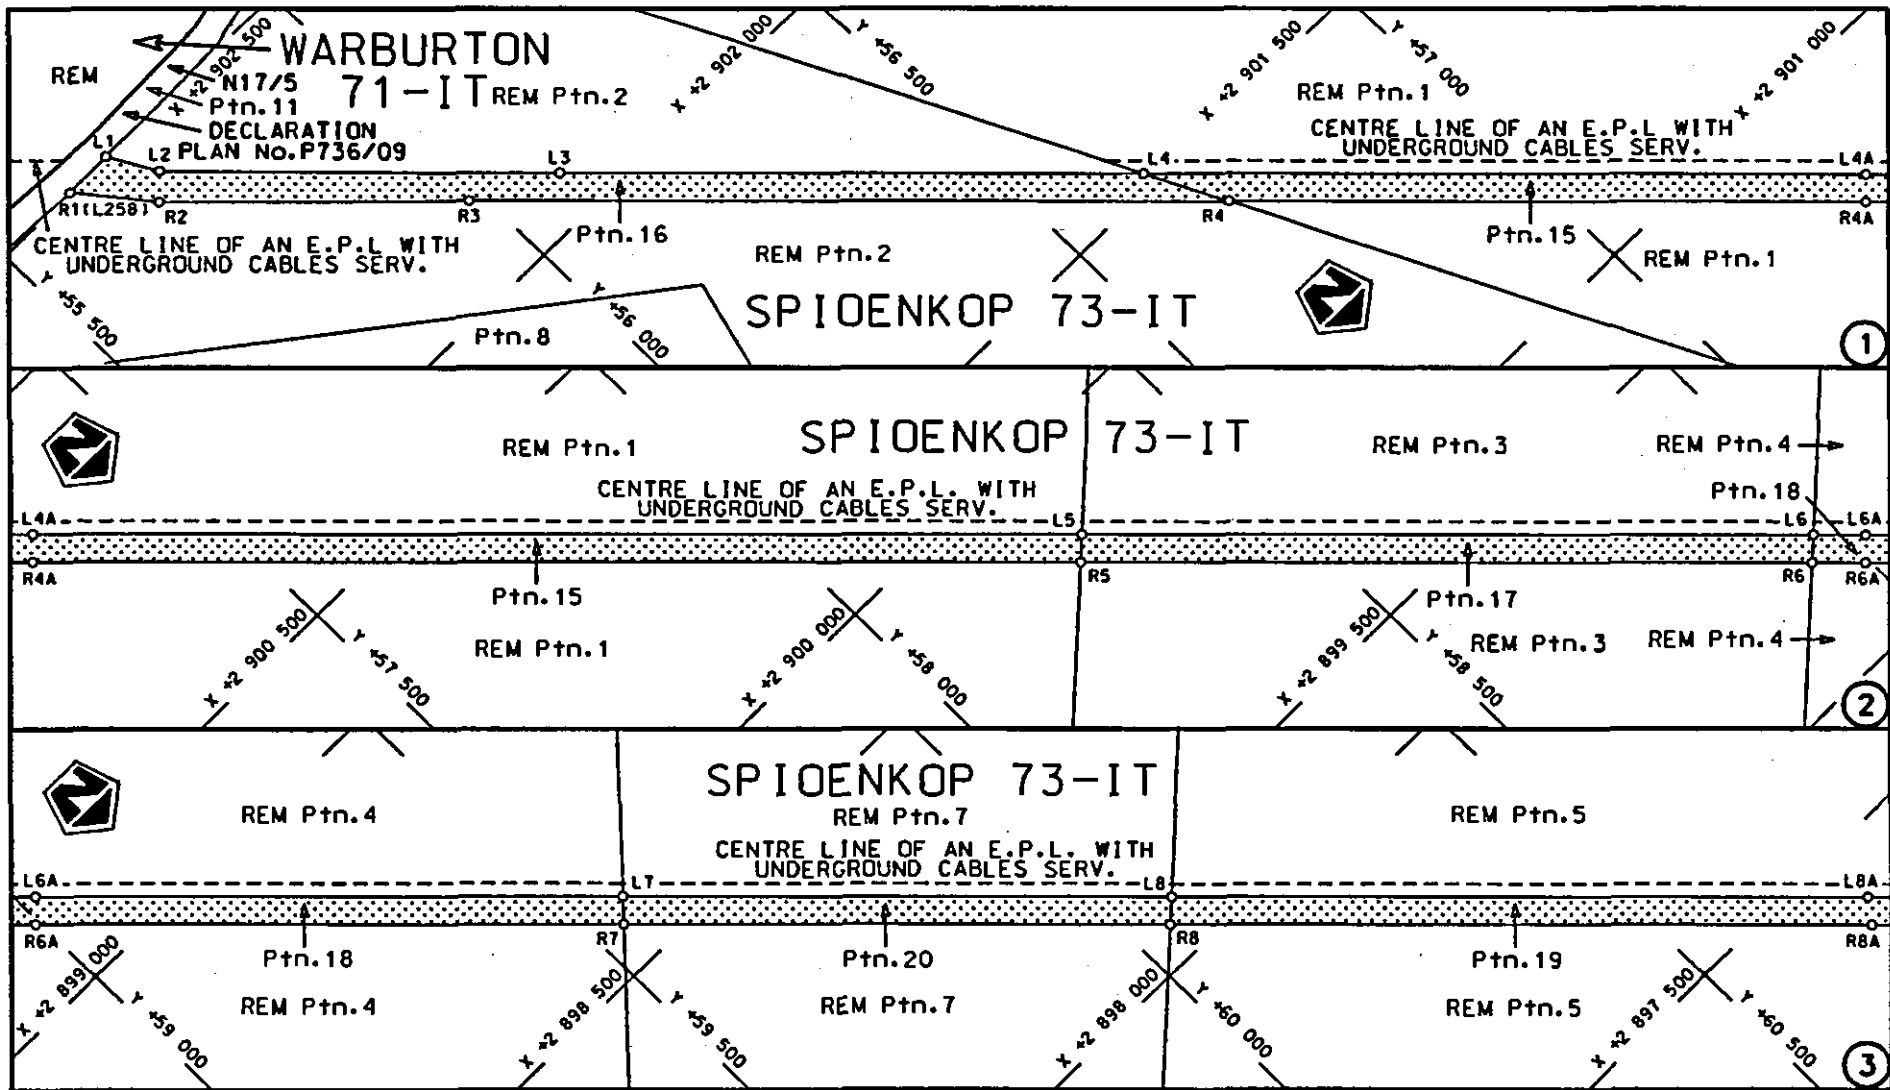 WARBURTON
71-IT
REM
N17/5
Ptn.11
DECLARATION
PLAN No.P736/09
X +2 902 500
REM Ptn.2
X +2 902 000
Y +56 500
X +2 901 500
Y +57 000
X +2 901 000
REM Ptn.1
CENTRE LINE OF AN E.P.L WITH
UNDERGROUND CABLES SERV.
L1
L2
L3
L4
L4A
R1(L258)
R2
R3
R4
R4A
CENTRE LINE OF AN E.P.L WITH
UNDERGROUND CABLES SERV.
Ptn.16
REM Ptn.2
Ptn.15
REM Ptn.1
Y +55 500
Y +56 000
Ptn.8
SPIOENKOP 73-IT
1
SPIOENKOP 73-IT
REM Ptn.1
REM Ptn.3
REM Ptn.4
CENTRE LINE OF AN E.P.L. WITH
UNDERGROUND CABLES SERV.
Ptn.18
L4A
L5
L6
L6A
R4A
R5
R6
R6A
Ptn.15
Ptn.17
REM Ptn.1
REM Ptn.3
REM Ptn.4
X +2 900 500
Y +57 500
X +2 900 000
Y +58 000
X +2 899 500
Y +58 500
2
SPIOENKOP 73-IT
REM Ptn.4
REM Ptn.7
REM Ptn.5
CENTRE LINE OF AN E.P.L. WITH
UNDERGROUND CABLES SERV.
L6A
L7
L8
L8A
R6A
R7
R8
R8A
Ptn.18
Ptn.20
Ptn.19
REM Ptn.4
REM Ptn.7
REM Ptn.5
X +2 899 000
Y +59 000
X +2 898 500
Y +59 500
X +2 898 000
Y +60 000
X +2 897 500
Y +60 500
3